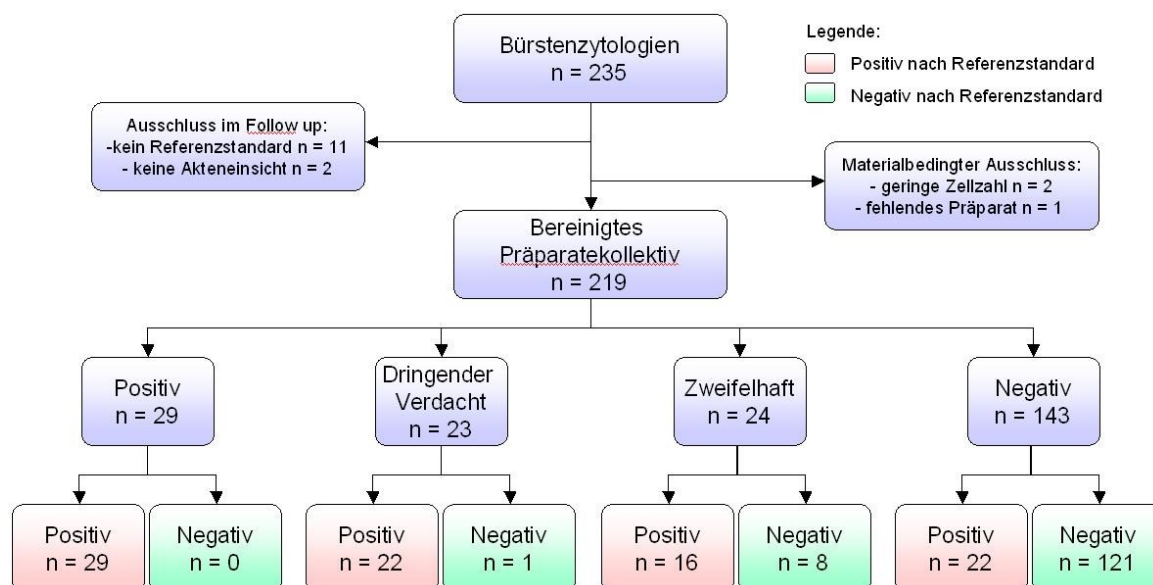 Bürstenzytologien
n = 235
Legende:
Positiv nach Referenzstandard
Negativ nach Referenzstandard
Ausschluss im Follow up:
-kein Referenzstandard n = 11
- keine Akteneinsicht n = 2
Materialbedingter Ausschluss:
- geringe Zellzahl n = 2
- fehlendes Präparat n = 1
Bereinigtes
Präparatekollektiv
n = 219
Positiv
n = 29
Dringender
Verdacht
n = 23
Zweifelhaft
n = 24
Negativ
n = 143
Positiv
n = 29
Negativ
n = 0
Positiv
n = 22
Negativ
n = 1
Positiv
n = 16
Negativ
n = 8
Positiv
n = 22
Negativ
n = 121